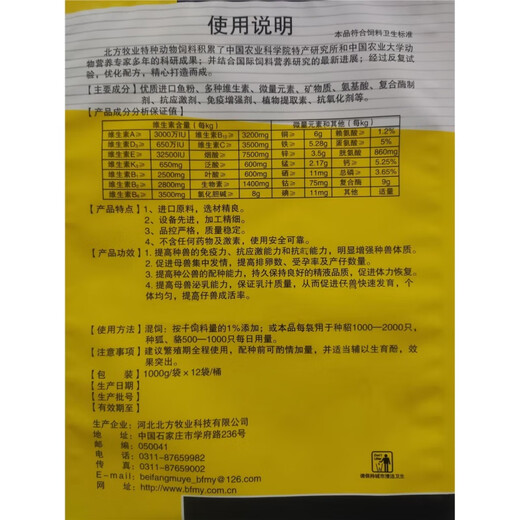 使用说明
本品符合饲料卫生标准
北方牧业特种动物饲料积累了中国农业科学院特产研究所和中国农业大学动
物营养专家多年的科研成果；并结合国际饲料营养研究的最新进展；经过反复试
验，优化配方，精心打造而成。
【主要成分】优质进口鱼粉、多种维生素、微量元素、矿物质、氨基酸、复合酶制
剂、抗应激剂、免疫增强剂、植物提取素、抗氧化剂等。
【产品成分分析保证值】
维生素含量（每kg） 微量元素和其他（每kg）
维生素A≥ 3000万IU 维生素B₁₂≥ 3200mg 铜≥ 6g 赖氨酸≥ 1.2%
维生素D₃≥ 650万IU 维生素C≥ 3500mg 铁≥ 5.28g 蛋氨酸≥ 5%
维生素E≥ 32500IU 烟酸≥ 7500mg 锌≥ 3.5g 胱氨酸≥ 860mg
维生素K₃≥ 650mg 泛酸≥ 600mg 锰≥ 2.17g 钙≥ 5.25%
维生素B₁≥ 2500mg 叶酸≥ 600mg 硒≥ 11mg 总磷≥ 3.65%
维生素B₂≥ 2800mg 生物素≥ 1400mg 钴≥ 75mg 复合酶≥ 9g
维生素B₆≥ 3500mg 氯化胆碱≥ 8g 碘≥ 11mg 其他 适量
【产品特点】1、进口原料，选材精良。
2、设备先进，加工精细。
3、品控严格，质量稳定。
4、不含任何药物及激素，使用安全可靠。
【产品功效】1. 提高种兽的免疫力、抗应激能力和抗病能力，明显增强种兽体质。
2. 促进母兽集中发情，提高排卵数、受孕率及产仔数量。
3. 提高种公兽的配种能力，持久保持良好的精液品质，促进体力恢复。
4. 提高母兽泌乳能力，保证乳汁质量，从而促进仔兽快速发育，个
体均匀，提高仔兽成活率。
【使用方法】混饲：按干饲料量的1%添加；或本品每袋用于种貂1000—2000只，
种狐、貉500—1000只每日用量。
【注意事项】建议繁殖期全程使用，配种前可酌情加量，并适当辅以生育酚，效
果突出。
【包 装】1000g/袋×12袋/桶
【生产日期】
【生产批号】
【有效期至】
生产企业：河北北方牧业科技有限公司
地 址：中国石家庄市学府路236号
邮 编：050041
电 话：0311-87659982
传 真：0311-87659002
E-mail：beifangmuye_bfmy@126.com
网 址：http://www.bfmy.com.cn
请保持城市清洁卫生